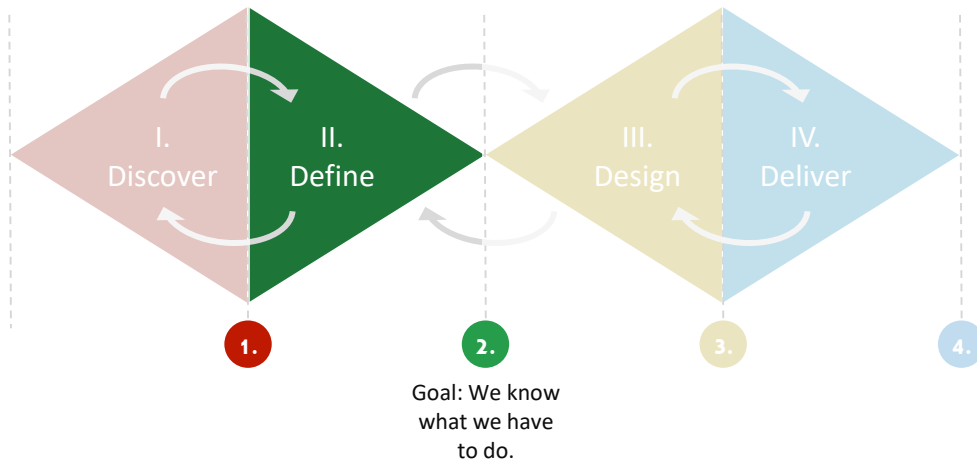 I.
Discover
II.
Define
III.
Design
IV.
Deliver
1.
2.
3.
4.
Goal: We know
what we have
to do.